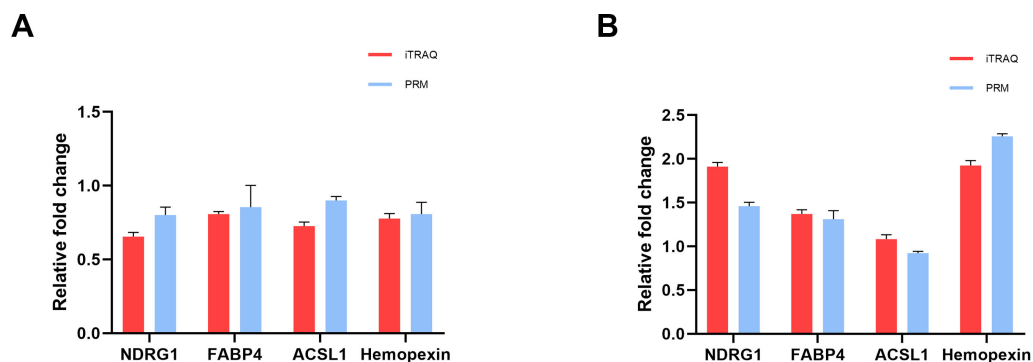 A
iTRAQ
PRM
Relative fold change
1.5
1.0
0.5
0.0
NDRG1 FABP4 ACSL1 Hemopexin
B
iTRAQ
PRM
Relative fold change
2.5
2.0
1.5
1.0
0.5
0.0
NDRG1 FABP4 ACSL1 Hemopexin